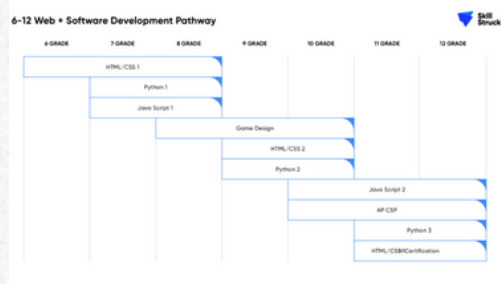 6-12 Web + Software Development Pathway
Skill
Struck
6 GRADE
7 GRADE
8 GRADE
9 GRADE
10 GRADE
11 GRADE
12 GRADE
HTML/CSS 1
Python 1
Java Script 1
Game Design
HTML/CSS 2
Python 2
Java Script 2
AP CSP
Python 3